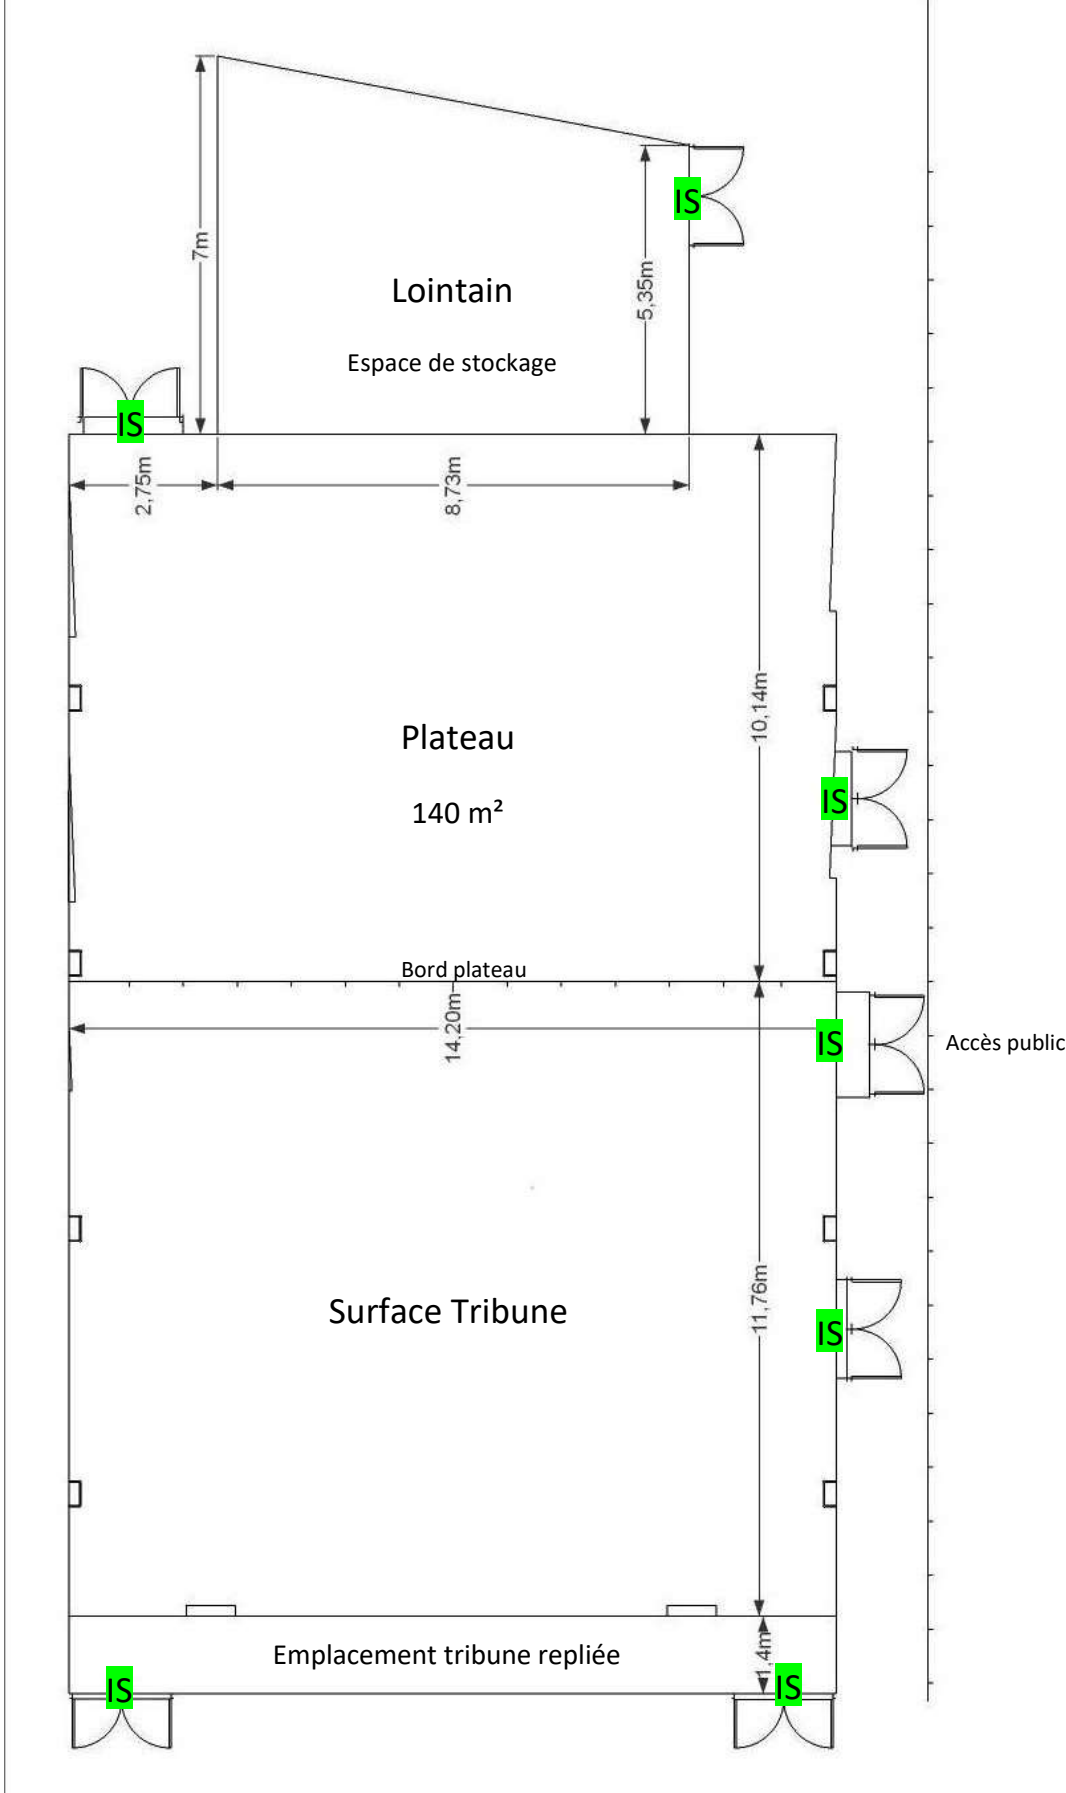 7m
IS
5,35m
Lointain
Espace de stockage
IS
2,75m
8,73m
10,14m
Plateau
IS
140 m²
Bord plateau
14,20m
IS
Accès public
11,76m
Surface Tribune
IS
Emplacement tribune repliée
1,4m
IS
IS